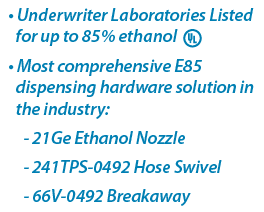 • Underwriter Laboratories Listed
for up to 85% ethanol UL
• Most comprehensive E85
dispensing hardware solution in
the industry:
- 21Ge Ethanol Nozzle
- 241TPS-0492 Hose Swivel
- 66V-0492 Breakaway